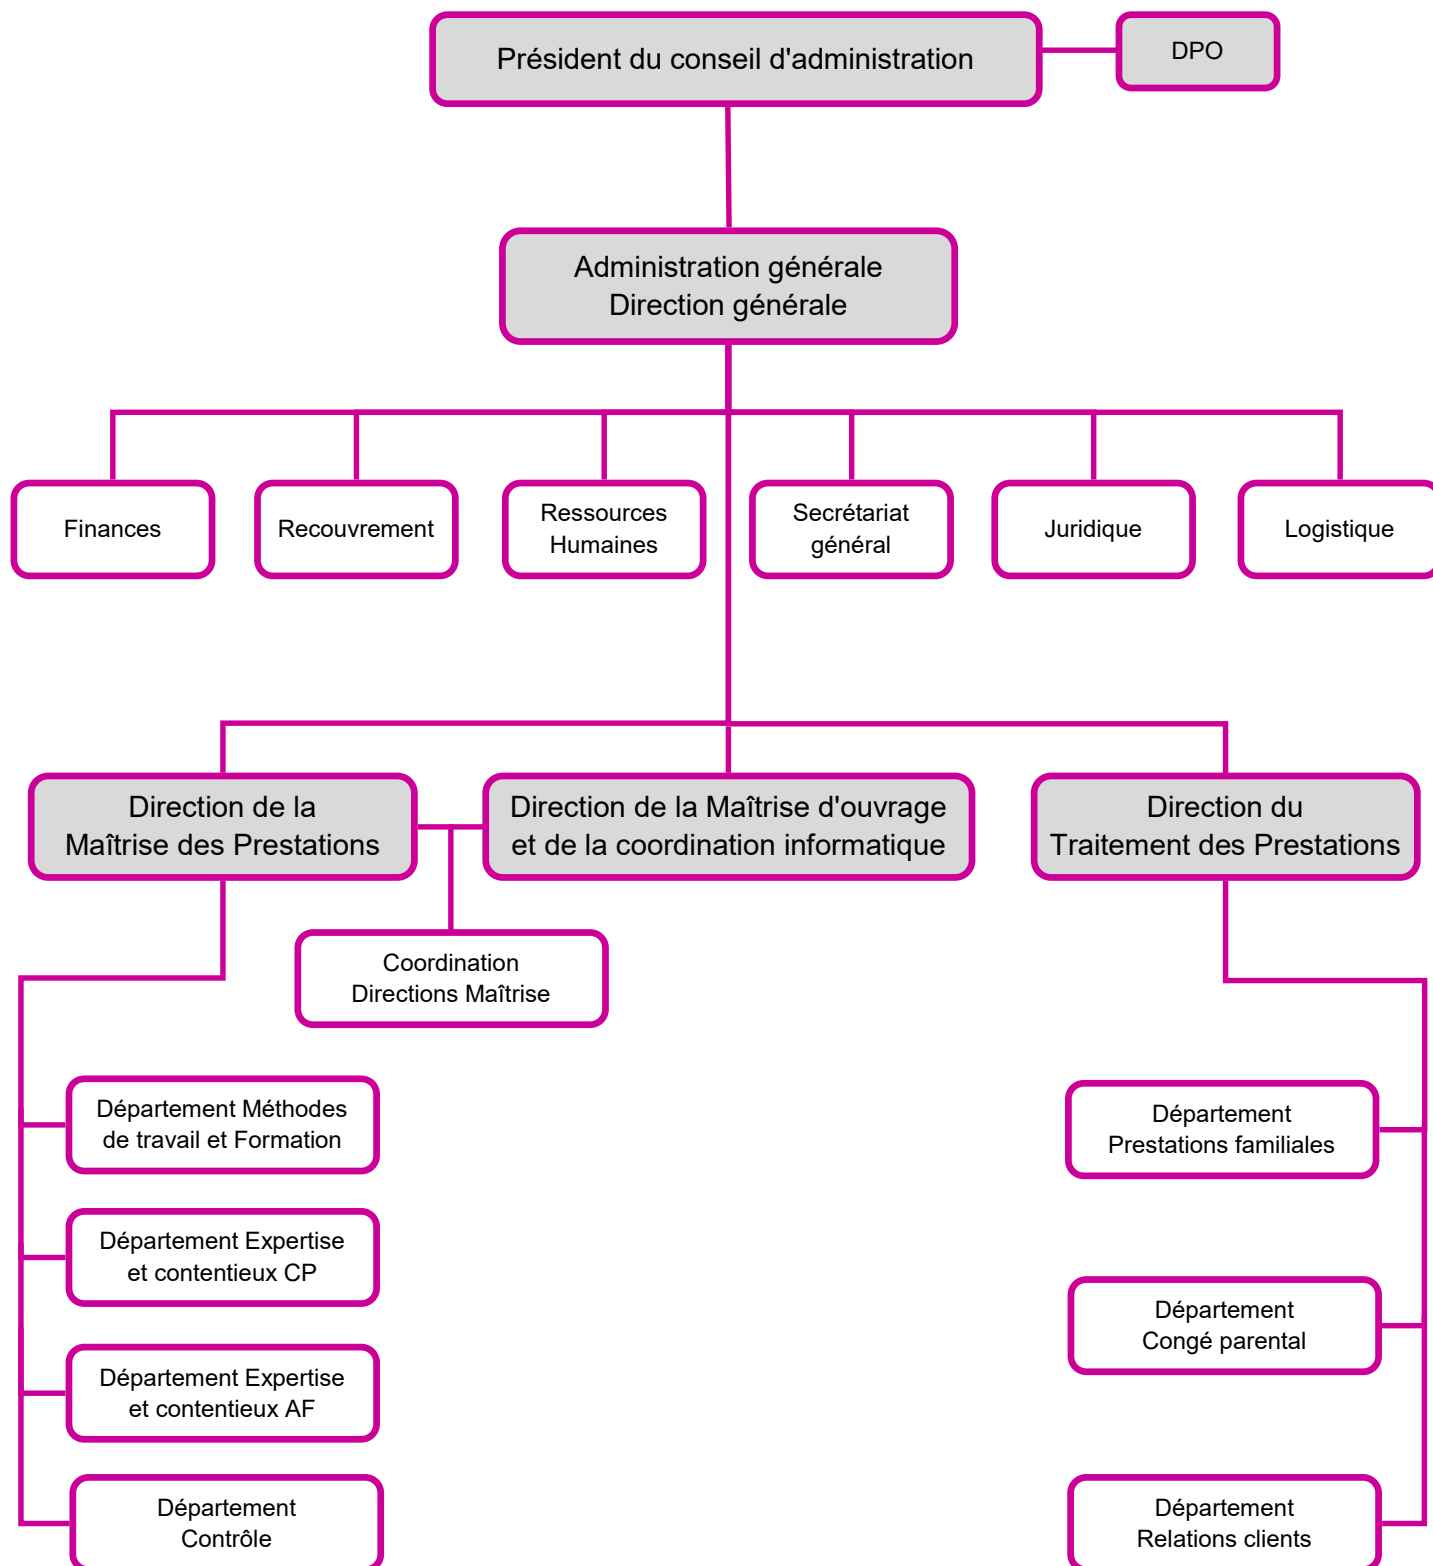 Président du conseil d'administration
DPO
Administration générale
Direction générale
Finances
Recouvrement
Ressources
Humaines
Secrétariat
général
Juridique
Logistique
Direction de la
Maîtrise des Prestations
Direction de la Maîtrise d'ouvrage
et de la coordination informatique
Direction du
Traitement des Prestations
Coordination
Directions Maîtrise
Département Méthodes
de travail et Formation
Département Expertise
et contentieux CP
Département Expertise
et contentieux AF
Département
Contrôle
Département
Prestations familiales
Département
Congé parental
Département
Relations clients